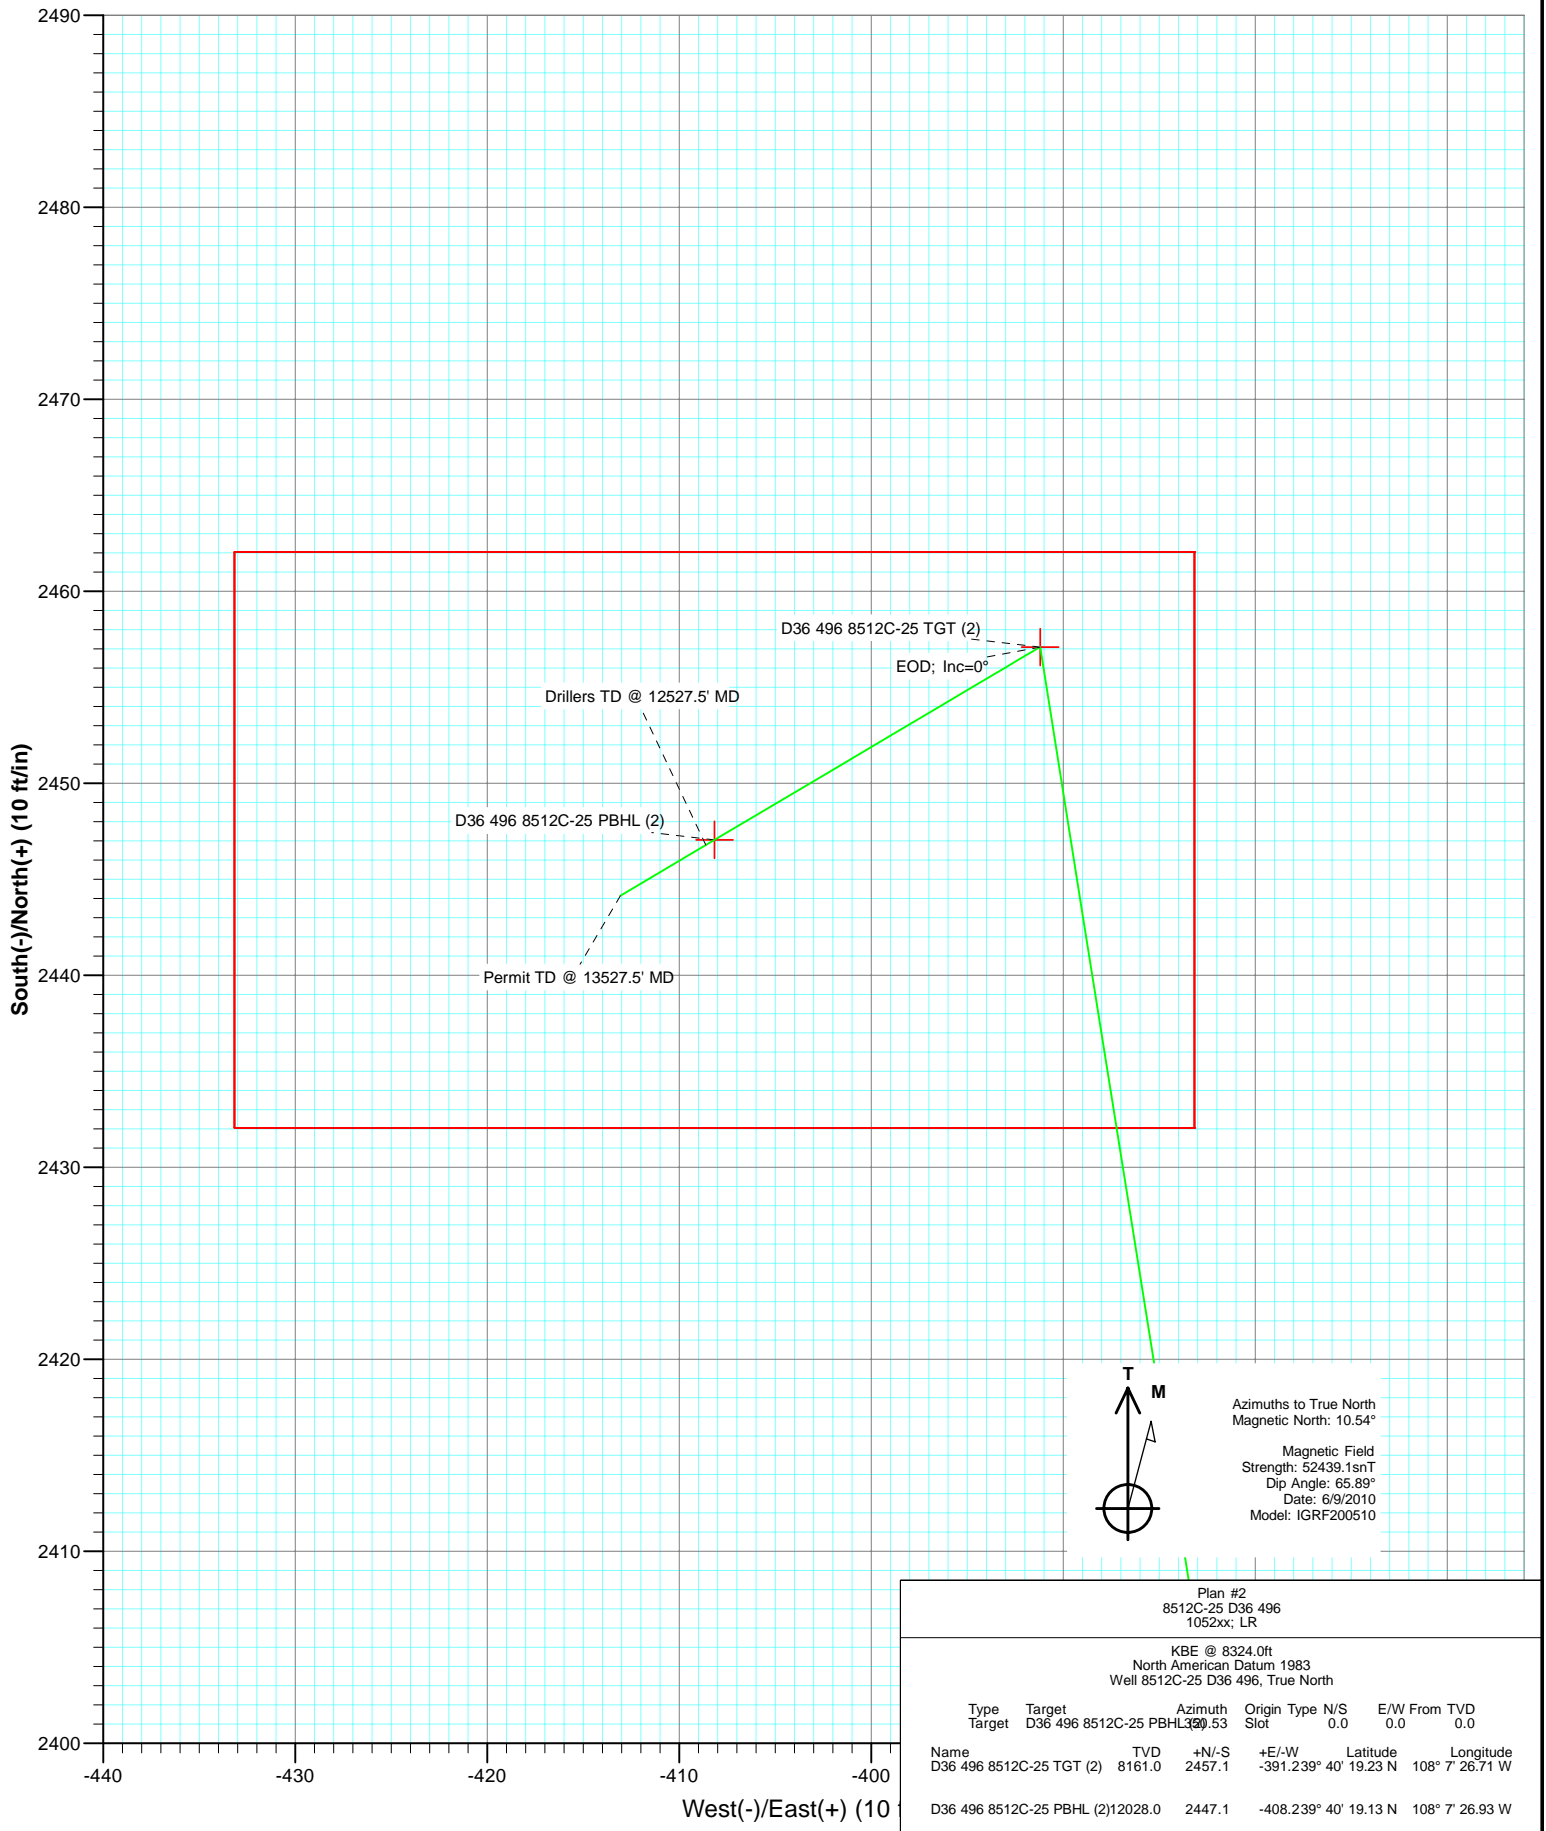 2490
2480
2470
2460
2450
2440
2430
2420
2410
2400
South(-)/North(+) (10 ft/in)
D36 496 8512C-25 TGT (2)
EOD; Inc=0°
Drillers TD @ 12527.5' MD
D36 496 8512C-25 PBHL (2)
Permit TD @ 13527.5' MD
T
M
Azimuths to True North
Magnetic North: 10.54°
Magnetic Field
Strength: 52439.1snT
Dip Angle: 65.89°
Date: 6/9/2010
Model: IGRF200510
-440 -430 -420 -410 -400
West(-)/East(+) (10
Plan #2
8512C-25 D36 496
1052xx; LR
KBE @ 8324.0ft
North American Datum 1983
Well 8512C-25 D36 496, True North
Type Target Azimuth Origin Type N/S E/W From TVD
Target D36 496 8512C-25 PBHL (2) 350.53 Slot 0.0 0.0 0.0
Name TVD +N/-S +E/-W Latitude Longitude
D36 496 8512C-25 TGT (2) 8161.0 2457.1 -391.2 39° 40' 19.23 N 108° 7' 26.71 W
D36 496 8512C-25 PBHL (2) 12028.0 2447.1 -408.2 39° 40' 19.13 N 108° 7' 26.93 W